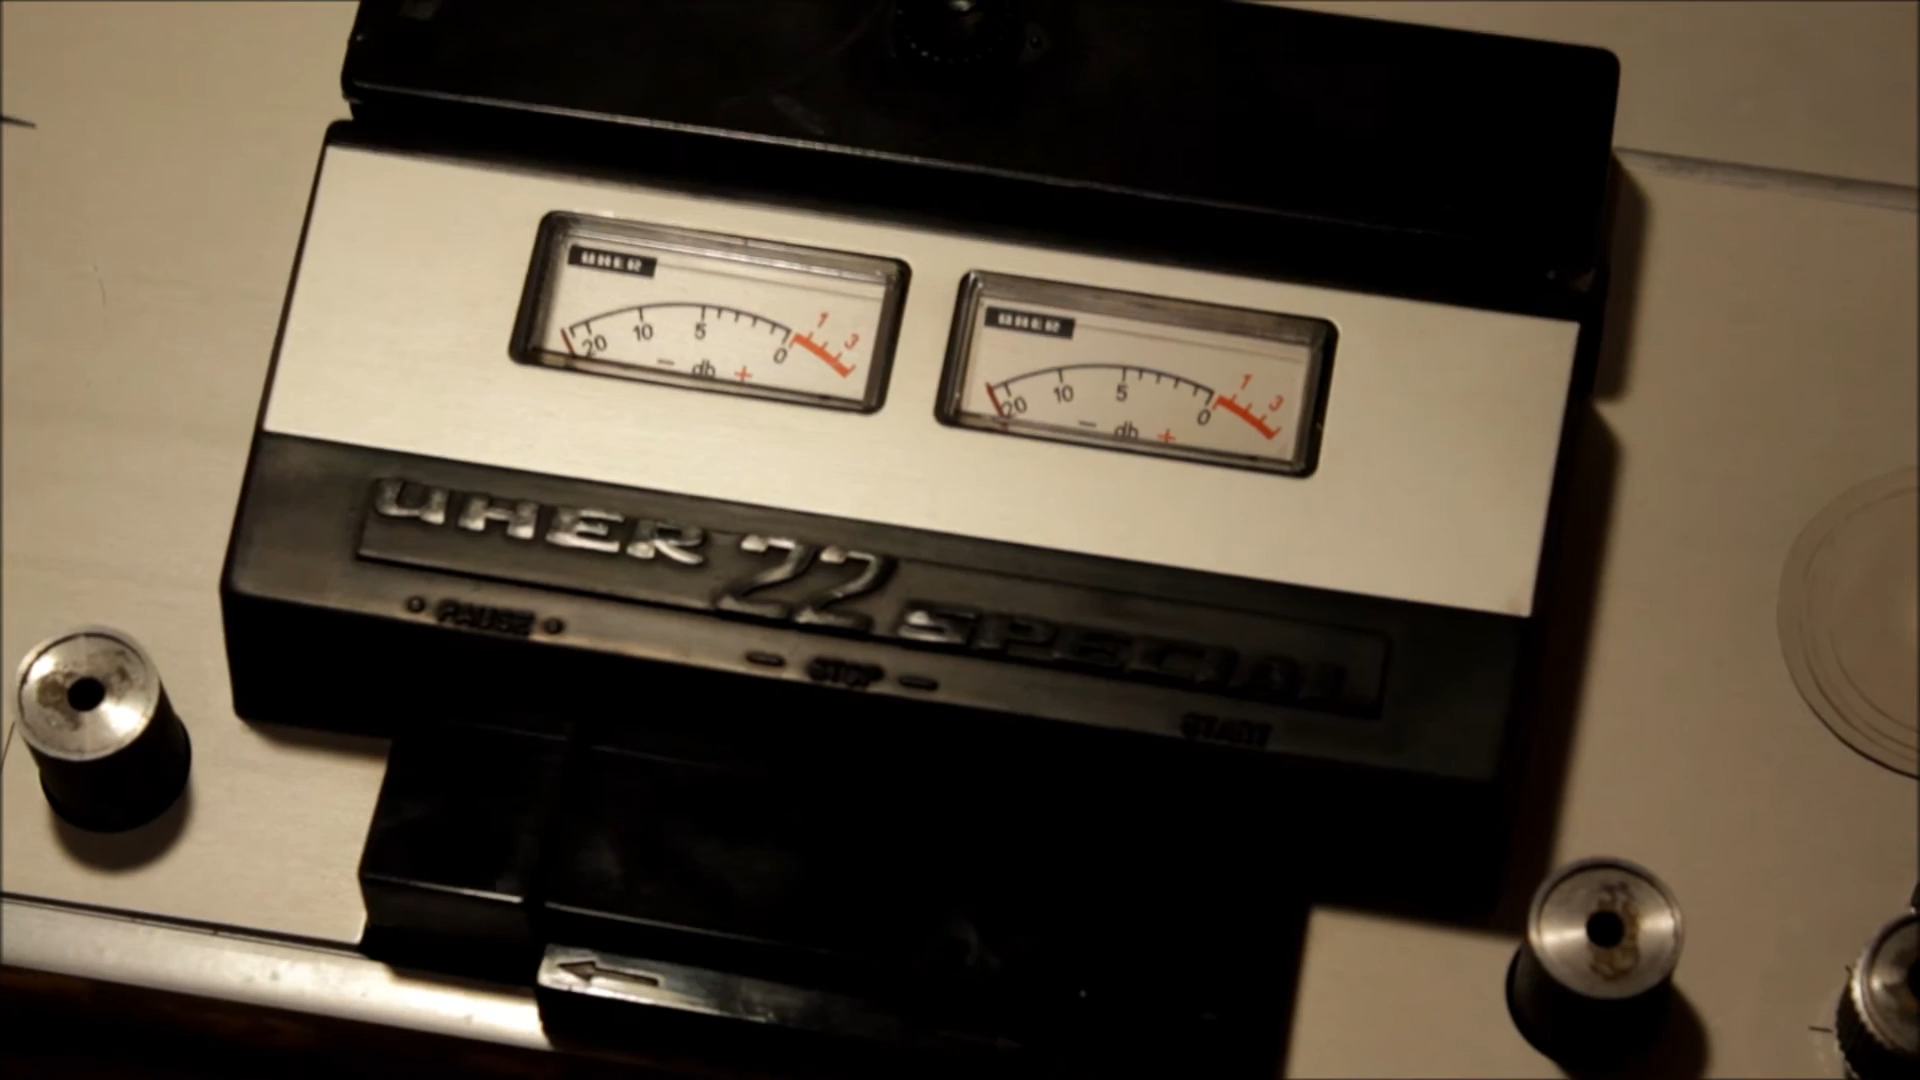 UHER
20 10 5 0 1 3
- db +
UHER
20 10 5 0 1 3
- db +
UHER 22 SPECIAL
• PAUSE •
- STOP -
START